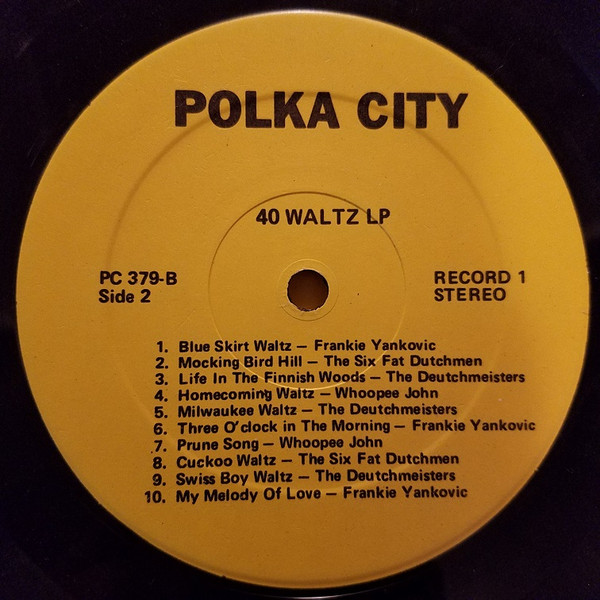 POLKA CITY
40 WALTZ LP
PC 379-B
Side 2
RECORD 1
STEREO
1. Blue Skirt Waltz — Frankie Yankovic
2. Mocking Bird Hill — The Six Fat Dutchmen
3. Life In The Finnish Woods — The Deutchmeisters
4. Homecoming Waltz — Whoopee John
5. Milwaukee Waltz — The Deutchmeisters
6. Three O'clock in The Morning — Frankie Yankovic
7. Prune Song — Whoopee John
8. Cuckoo Waltz — The Six Fat Dutchmen
9. Swiss Boy Waltz — The Deutchmeisters
10. My Melody Of Love — Frankie Yankovic